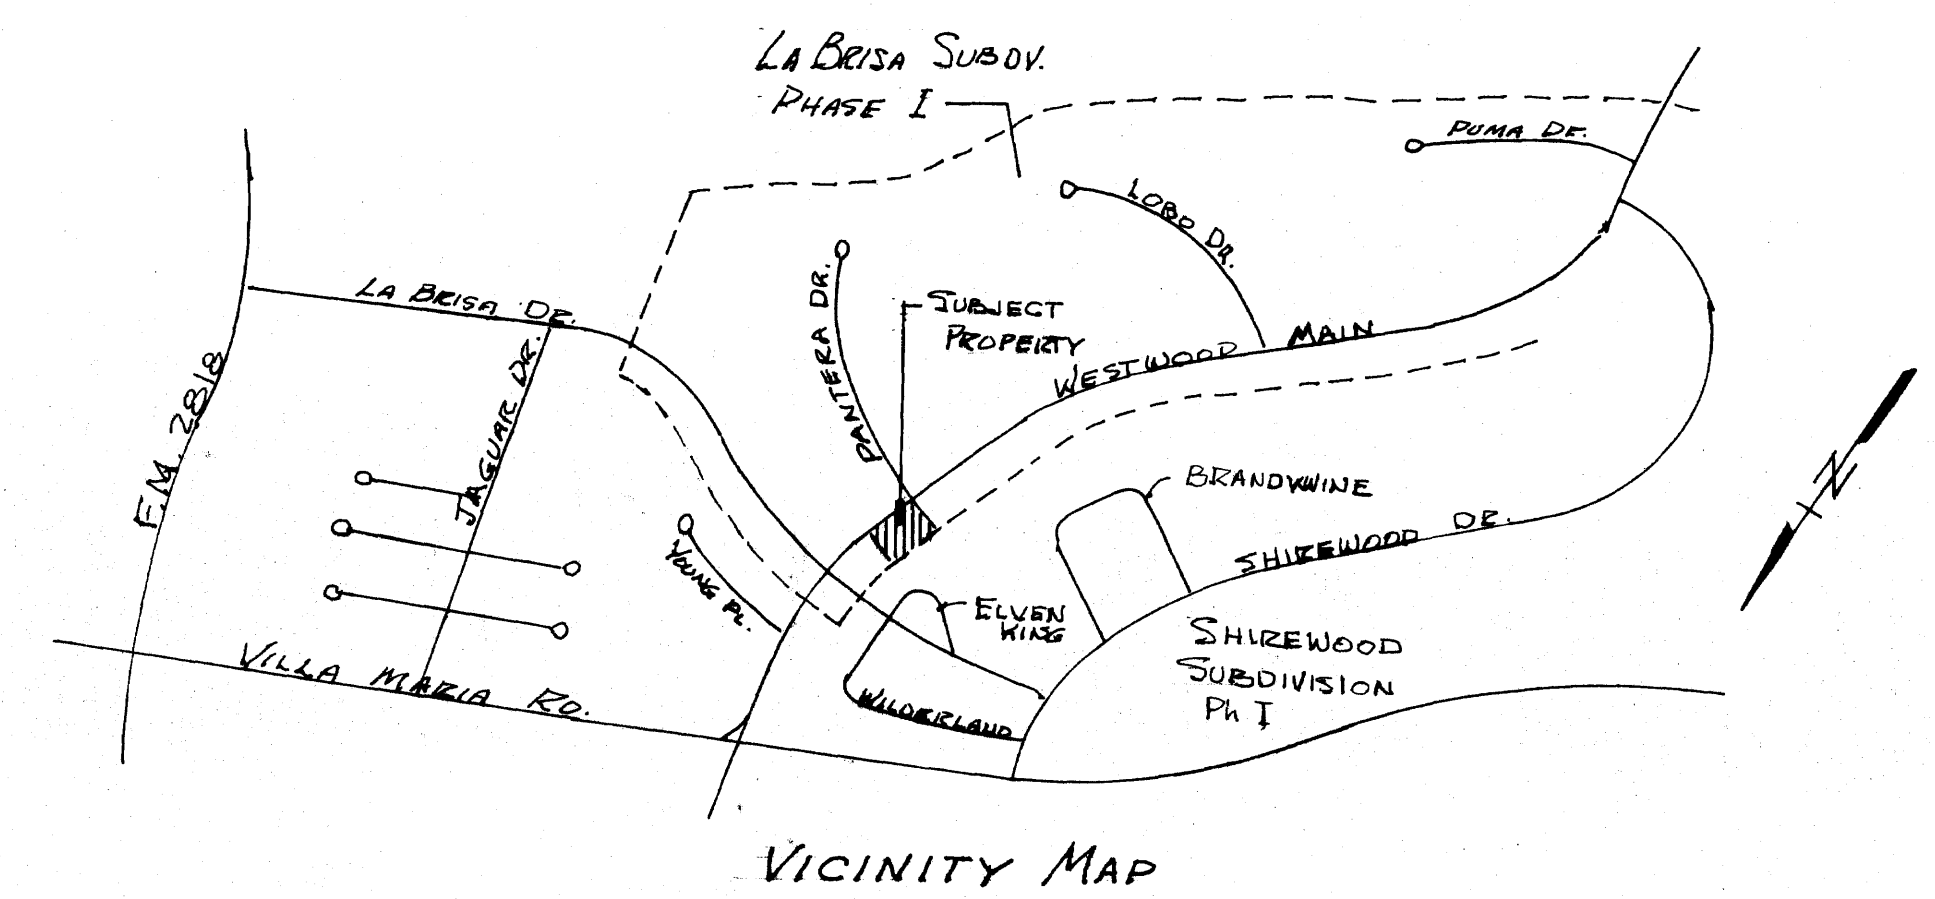 LA BRISA SUBDV.
PHASE I
PUMA DR.
LOBO DR.
LA BRISA DR.
PANTERA DR.
SUBJECT
PROPERTY
WESTWOOD MAIN
F.M. 2818
JAGUAR DR.
BRANDYWINE
N
SHIREWOOD DR.
YOUNG PL.
ELVEN
KING
SHIREWOOD
SUBDIVISION
Ph I
VILLA MARIA RD.
WILDERLAND
VICINITY MAP